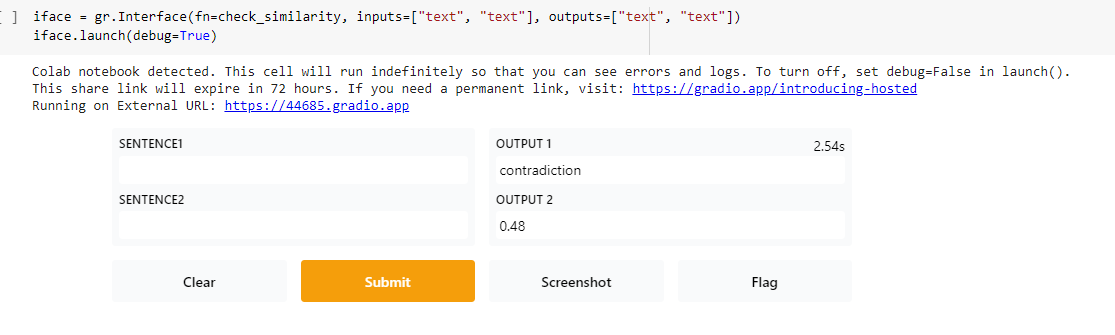 [ ] iface = gr.Interface(fn=check_similarity, inputs=["text", "text"], outputs=["text", "text"])
iface.launch(debug=True)
Colab notebook detected. This cell will run indefinitely so that you can see errors and logs. To turn off, set debug=False in launch().
This share link will expire in 72 hours. If you need a permanent link, visit: https://gradio.app/introducing-hosted
Running on External URL: https://44685.gradio.app
SENTENCE1
SENTENCE2
OUTPUT 1 2.54s
contradiction
OUTPUT 2
0.48
Clear Submit Screenshot Flag